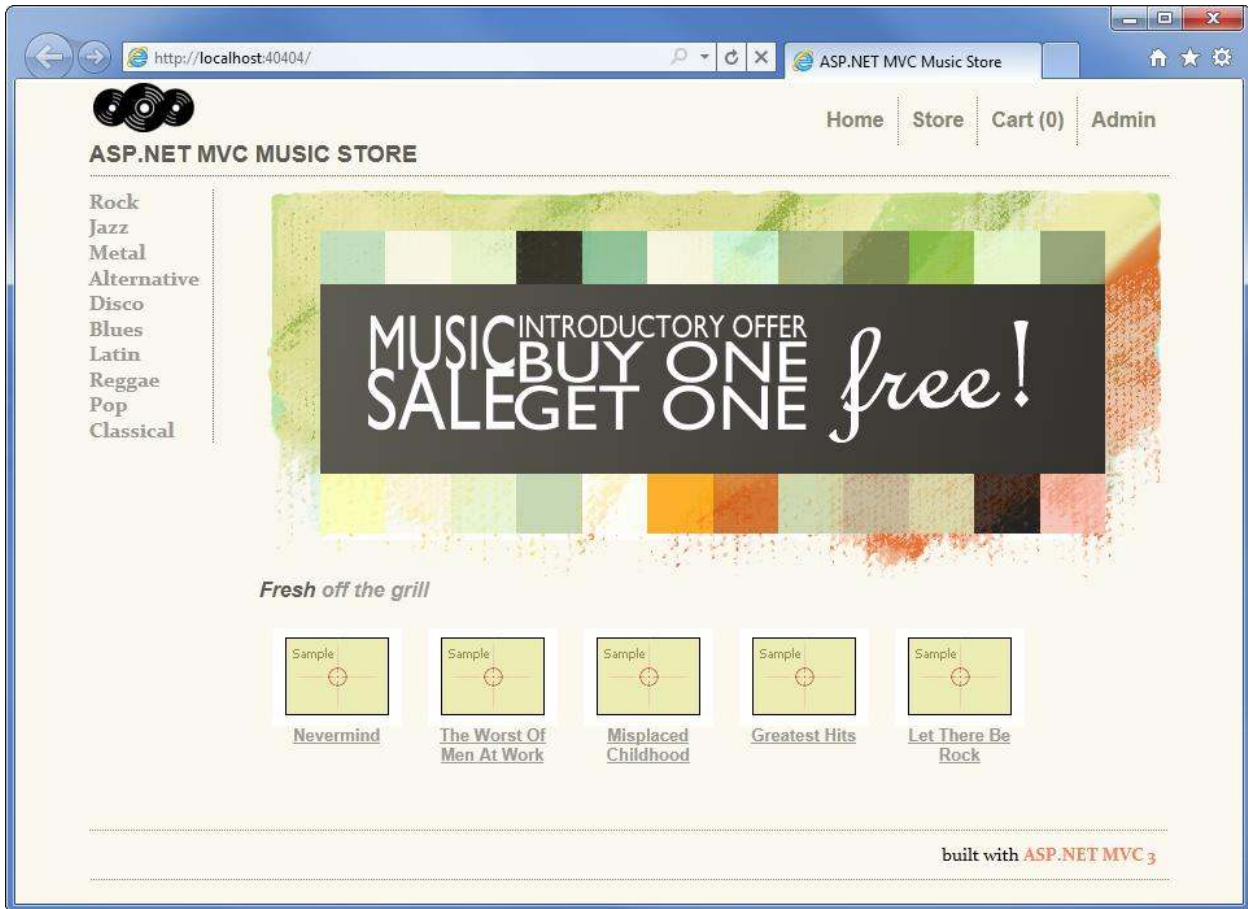 http://localhost:40404/
ASP.NET MVC Music Store
ASP.NET MVC MUSIC STORE
Home
Store
Cart (0)
Admin
Rock
Jazz
Metal
Alternative
Disco
Blues
Latin
Reggae
Pop
Classical
MUSIC
SALE
INTRODUCTORY OFFER
BUY ONE
GET ONE
free!
Fresh off the grill
Sample
Nevermind
Sample
The Worst Of
Men At Work
Sample
Misplaced
Childhood
Sample
Greatest Hits
Sample
Let There Be
Rock
built with ASP.NET MVC 3